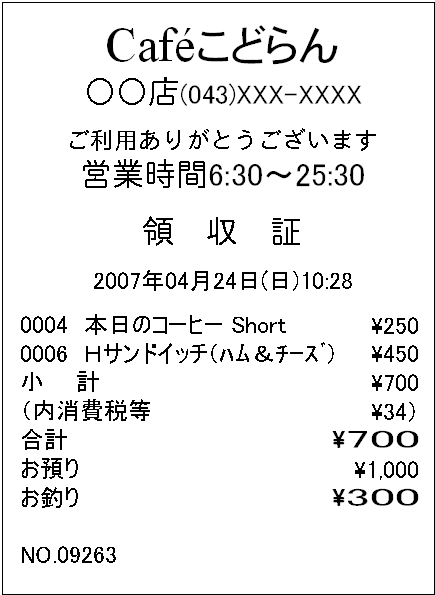 Caféこどらん
〇〇店(043)XXX-XXXX
ご利用ありがとうございます
営業時間6:30～25:30
領 収 証
2007年04月24日(日)10:28
0004 本日のコーヒー Short ¥250
0006 Hサンドイッチ(ﾊﾑ＆ﾁｰｽﾞ) ¥450
小 計 ¥700
(内消費税等 ¥34)
合計 ¥700
お預り ¥1,000
お釣り ¥300
NO.09263